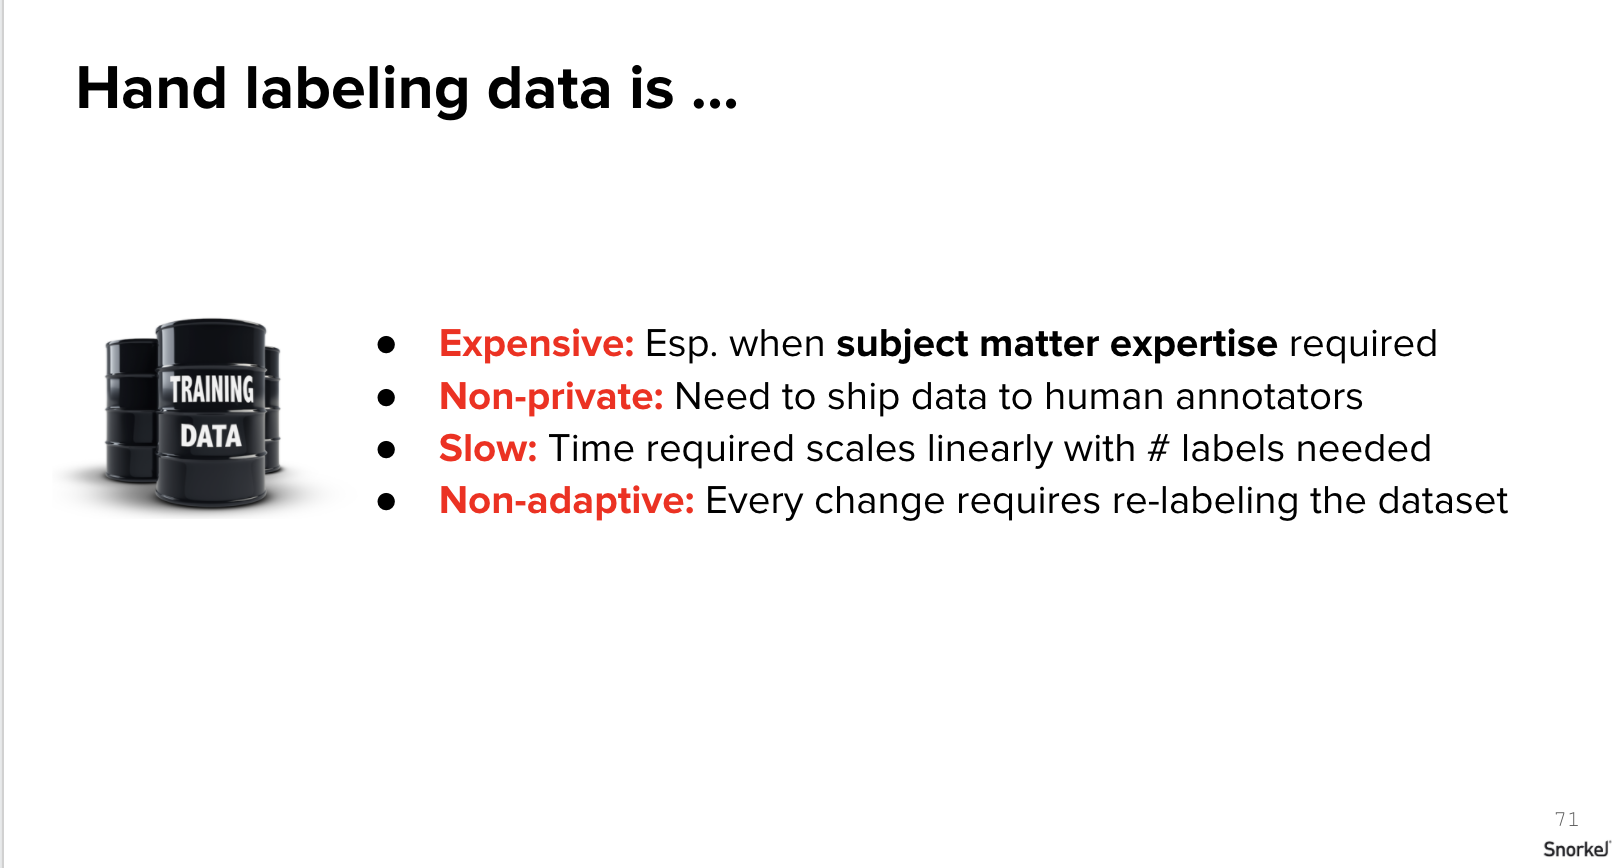 Hand labeling data is ...
TRAINING
DATA
● Expensive: Esp. when subject matter expertise required
● Non-private: Need to ship data to human annotators
● Slow: Time required scales linearly with # labels needed
● Non-adaptive: Every change requires re-labeling the dataset
71
Snorkel